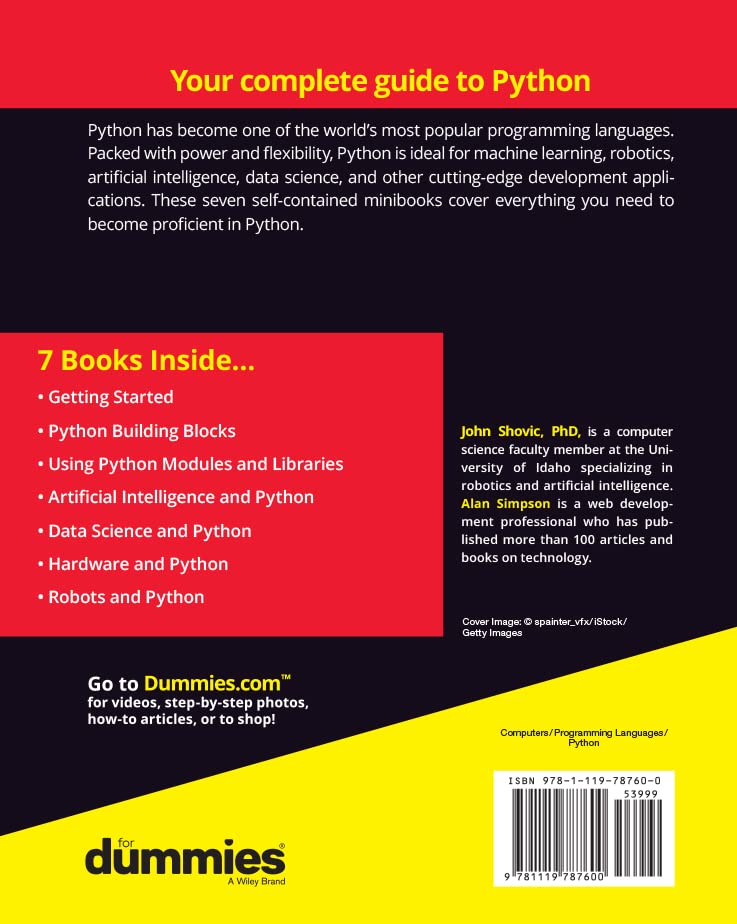 Your complete guide to Python
Python has become one of the world’s most popular programming languages.
Packed with power and flexibility, Python is ideal for machine learning, robotics,
artificial intelligence, data science, and other cutting-edge development appli-
cations. These seven self-contained minibooks cover everything you need to
become proficient in Python.
7 Books Inside...
• Getting Started
• Python Building Blocks
• Using Python Modules and Libraries
• Artificial Intelligence and Python
• Data Science and Python
• Hardware and Python
• Robots and Python
John Shovic, PhD, is a computer
science faculty member at the Uni-
versity of Idaho specializing in
robotics and artificial intelligence.
Alan Simpson is a web develop-
ment professional who has pub-
lished more than 100 articles and
books on technology.
Cover Image: © spainter_vfx/iStock/
Getty Images
Go to Dummies.com™
for videos, step-by-step photos,
how-to articles, or to shop!
Computers/Programming Languages/
Python
ISBN 978-1-119-78760-0
53999
9 781119 787600
for
dummies®
A Wiley Brand